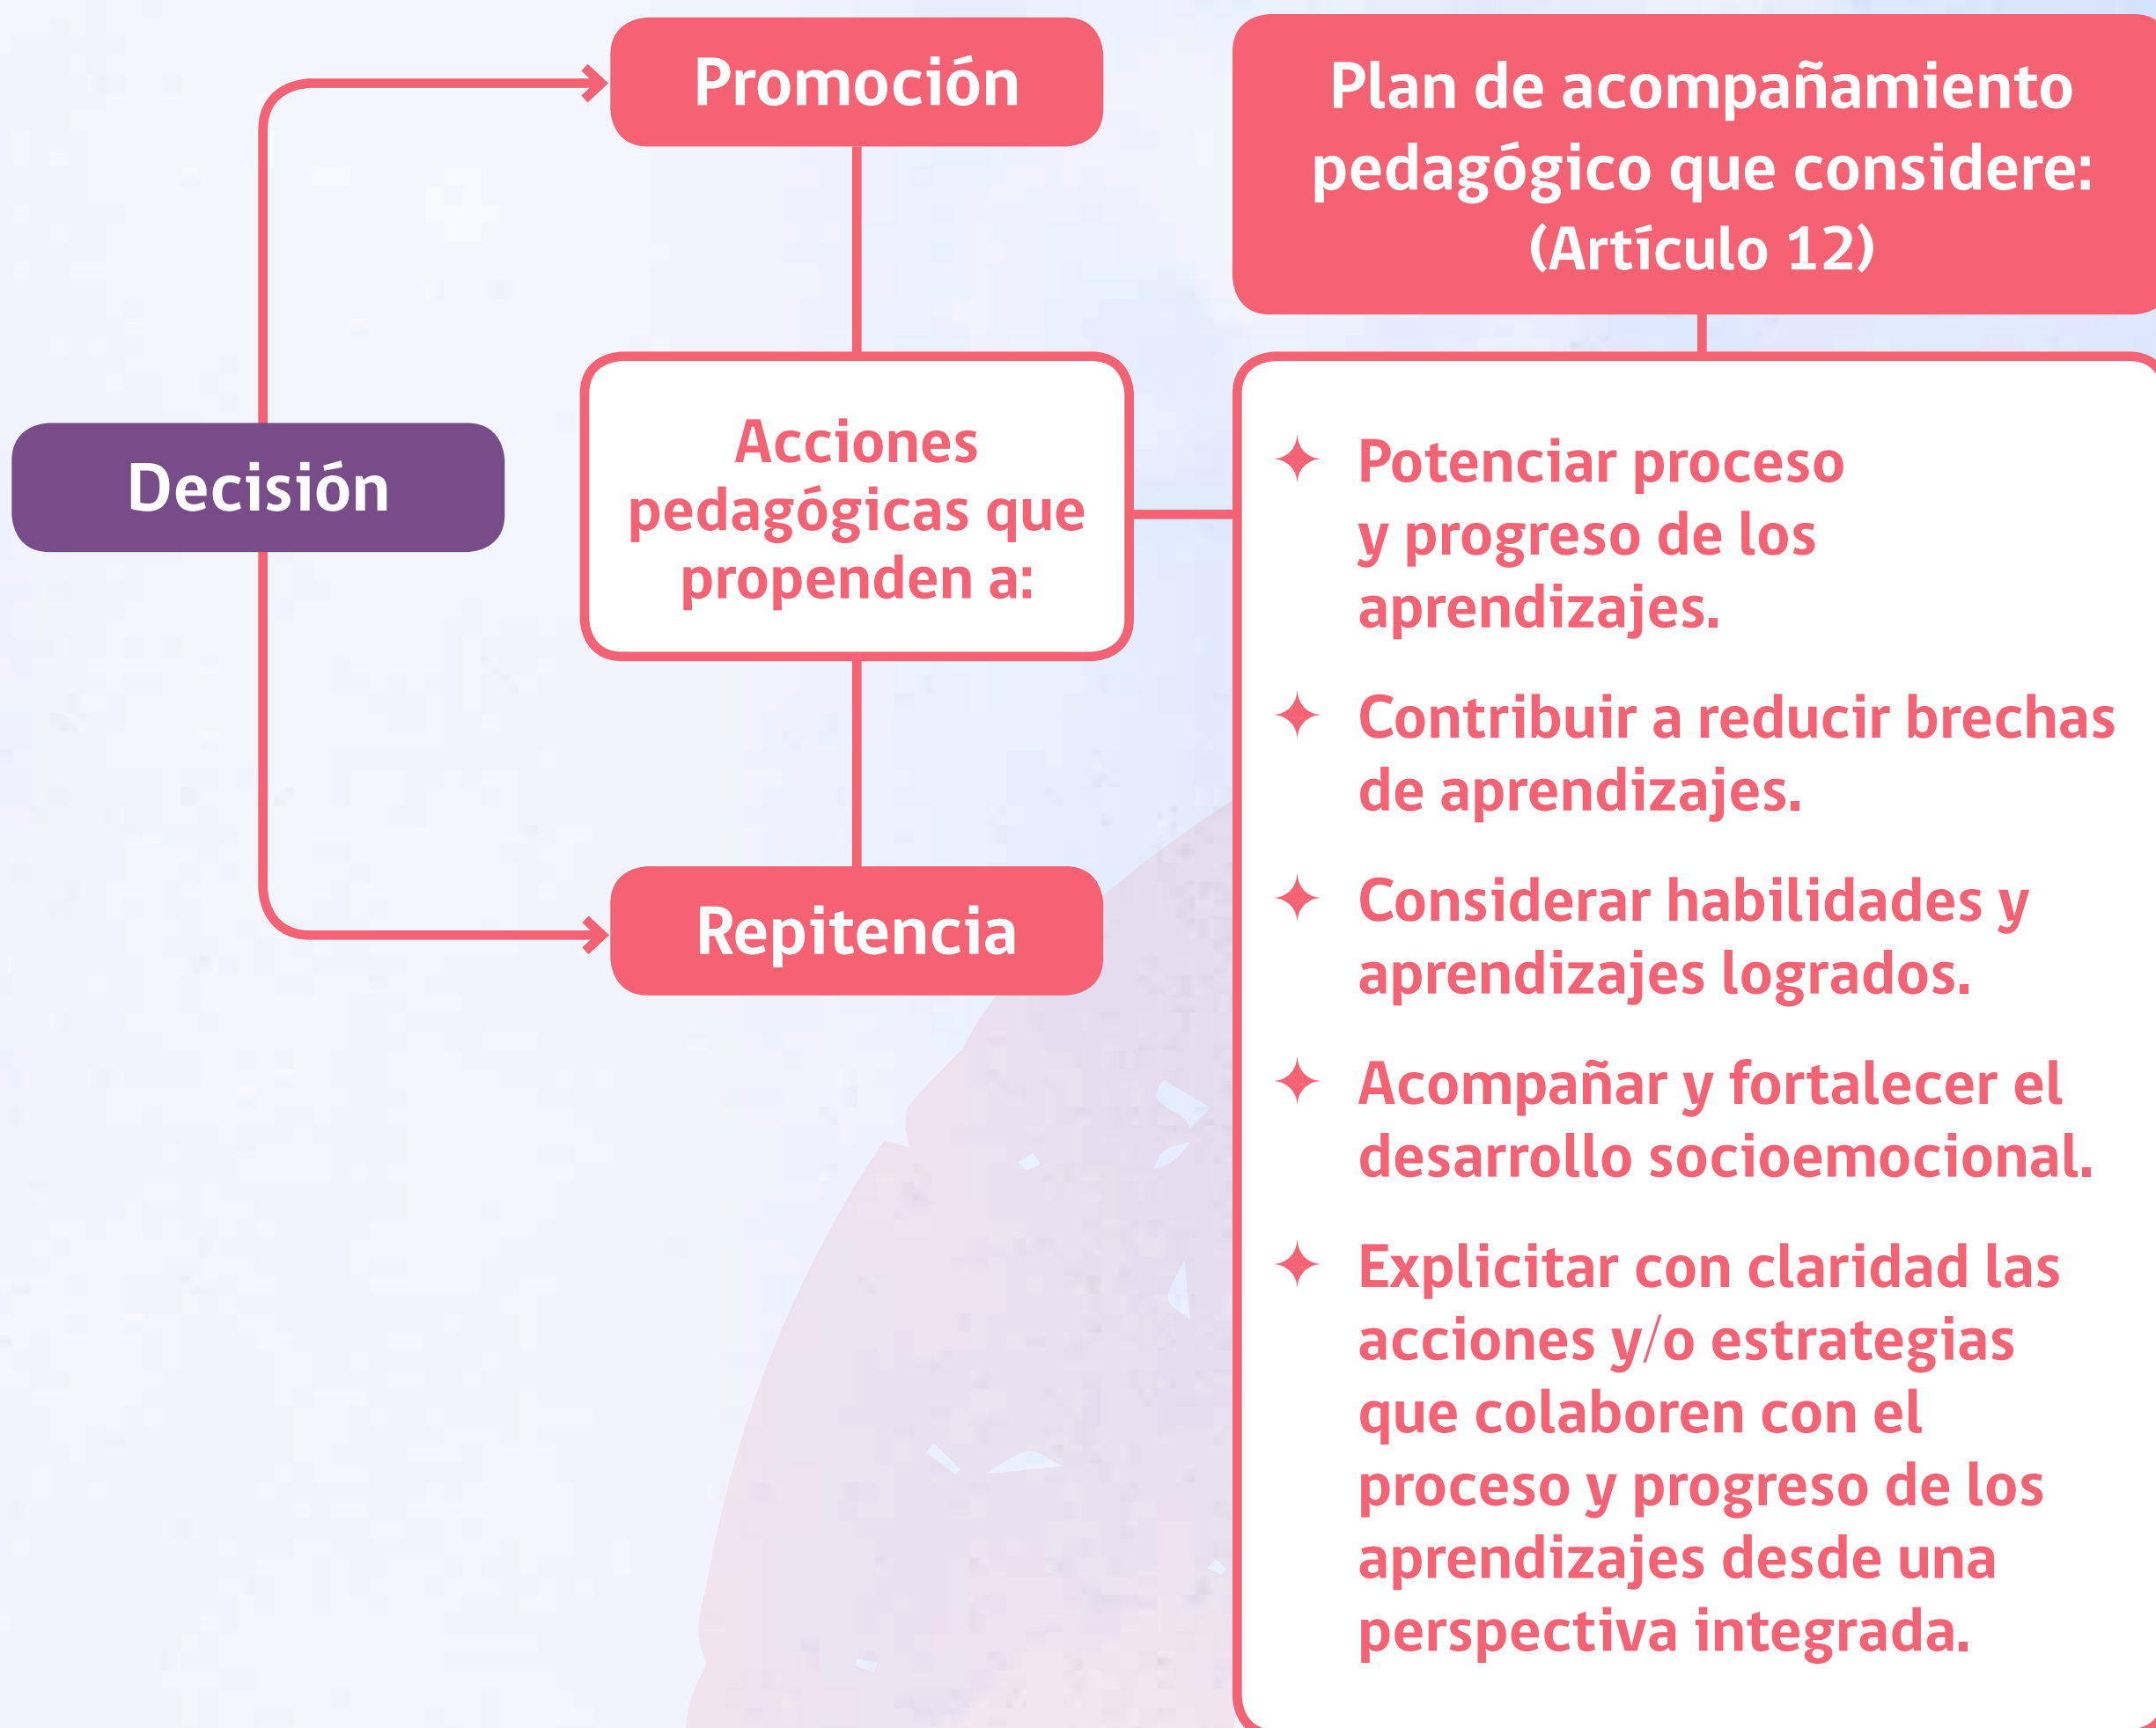 Decisión
Promoción
Acciones
pedagógicas que
propenden a:
Repitencia
Plan de acompañamiento
pedagógico que considere:
(Artículo 12)
Potenciar proceso
y progreso de los
aprendizajes.
Contribuir a reducir brechas
de aprendizajes.
Considerar habilidades y
aprendizajes logrados.
Acompañar y fortalecer el
desarrollo socioemocional.
Explicitar con claridad las
acciones y/o estrategias
que colaboren con el
proceso y progreso de los
aprendizajes desde una
perspectiva integrada.